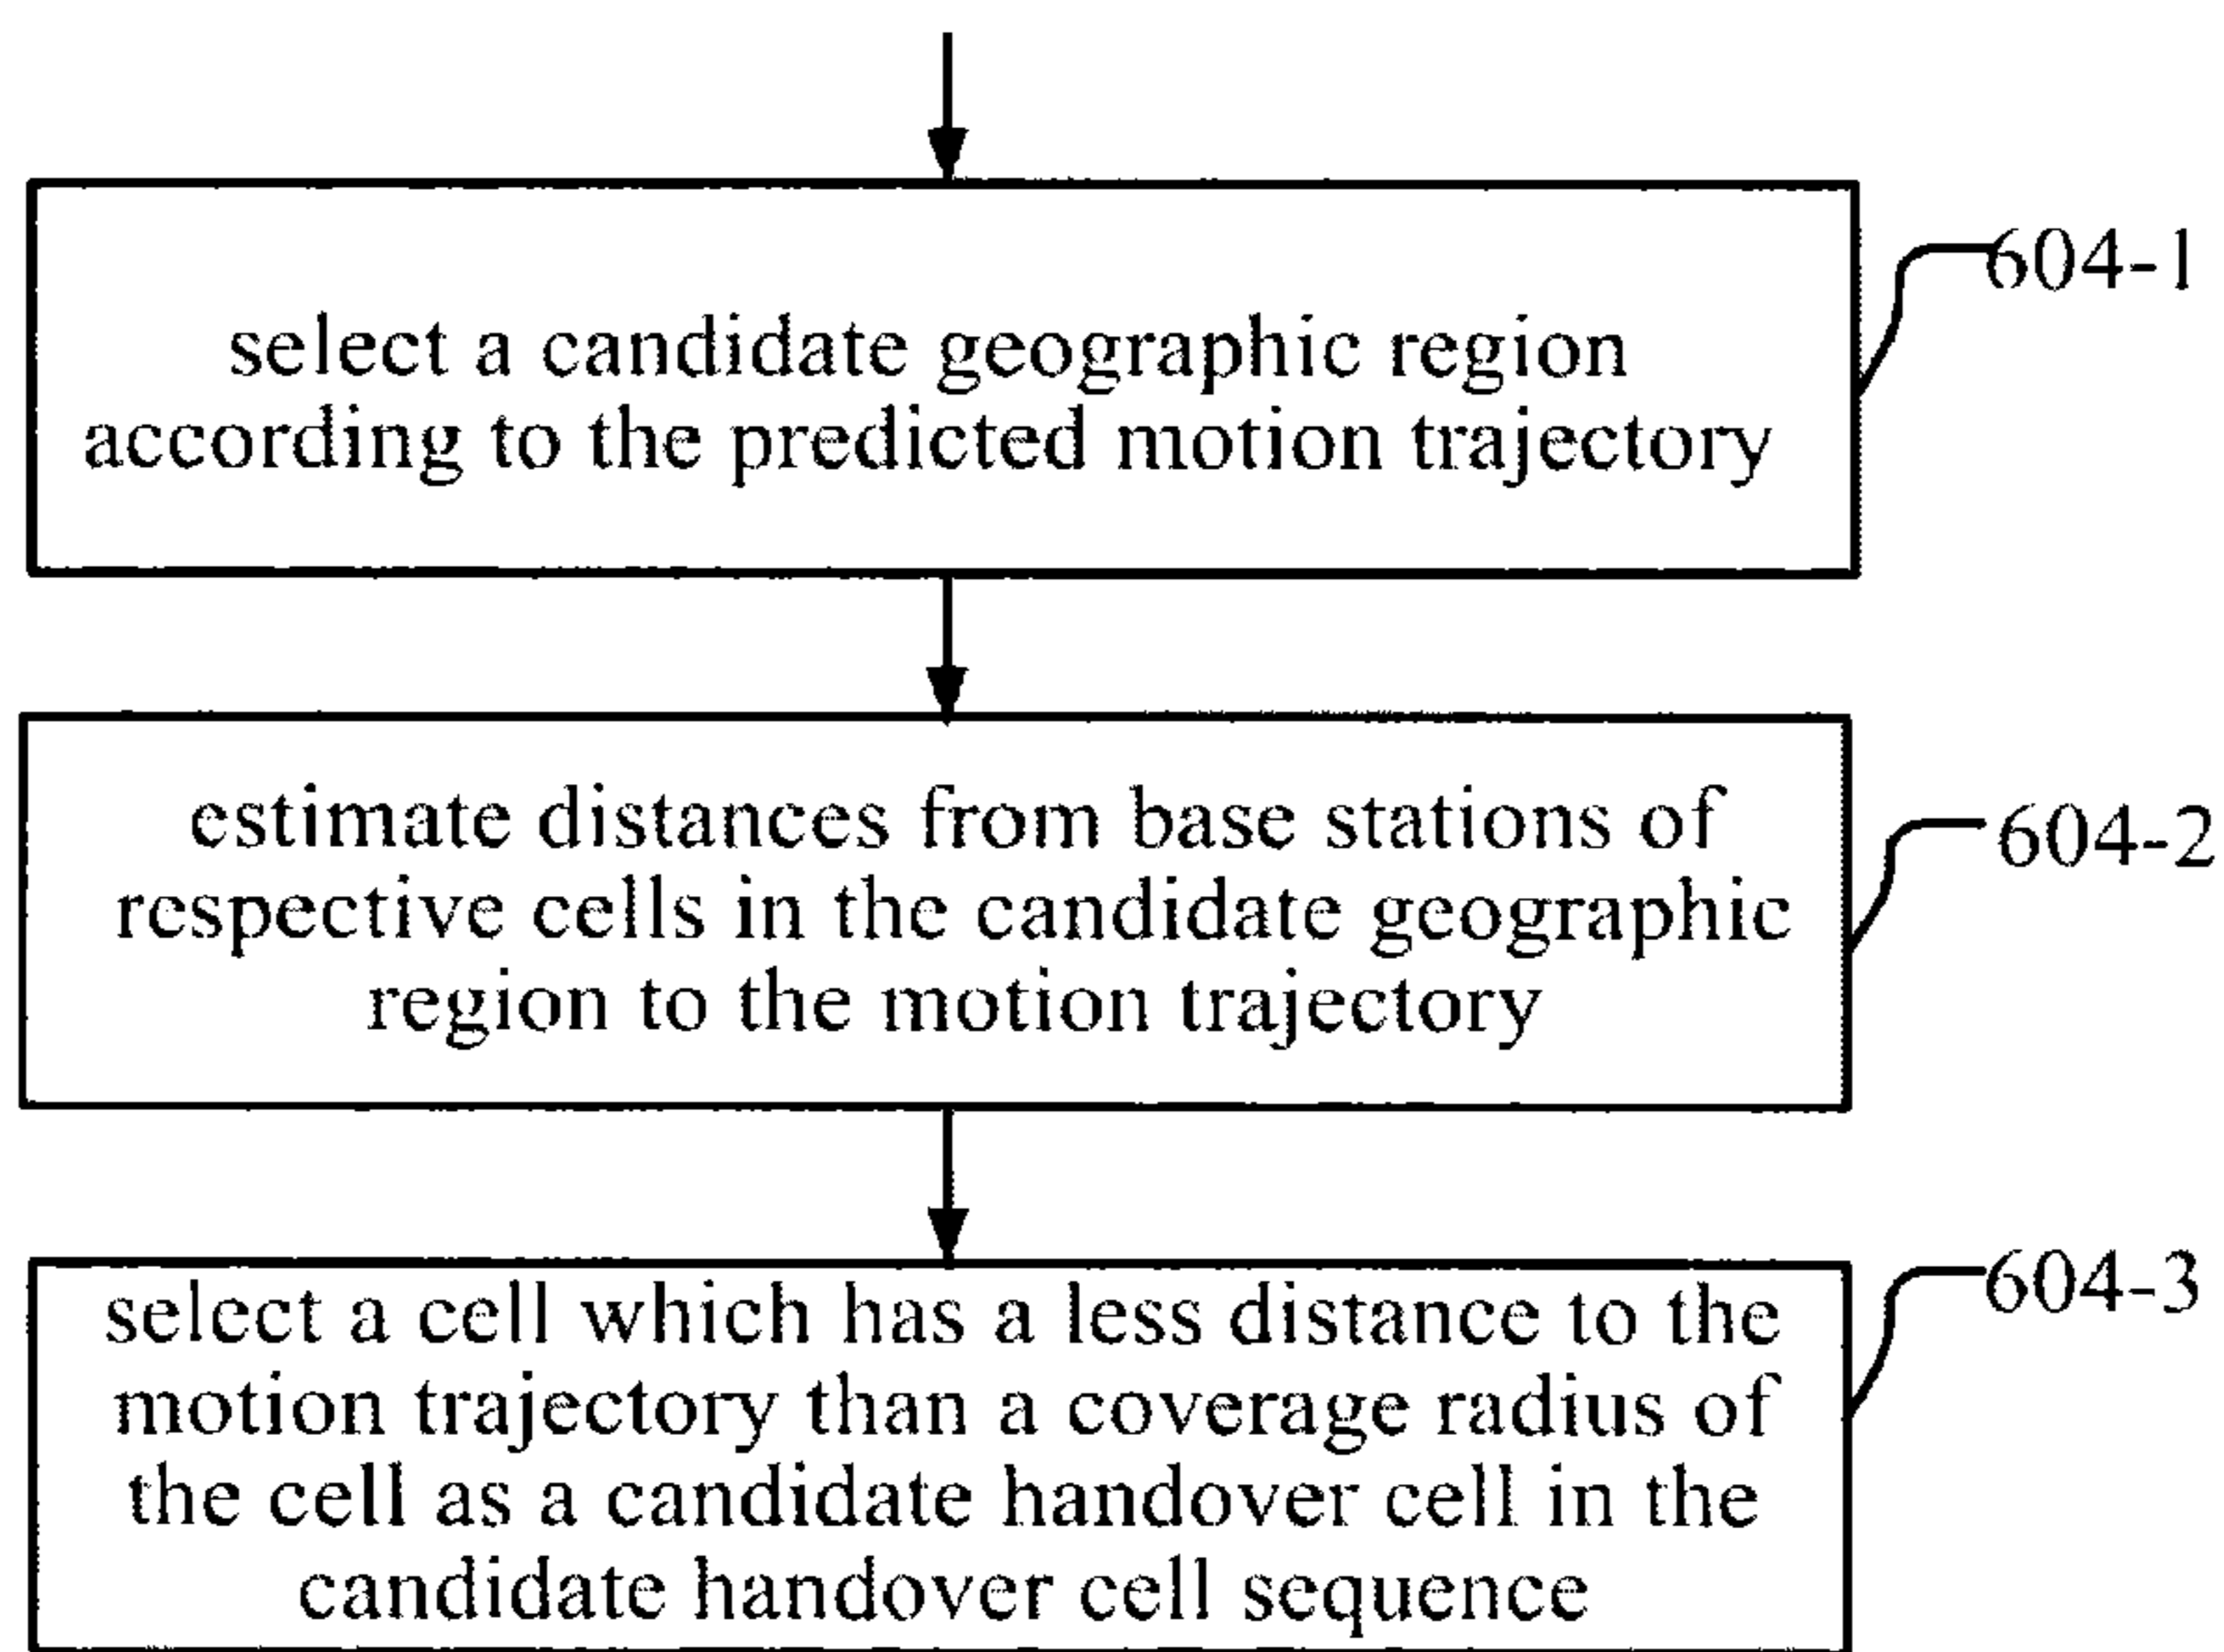 604-1
select a candidate geographic region
according to the predicted motion trajectory
604-2
estimate distances from base stations of
respective cells in the candidate geographic
region to the motion trajectory
604-3
select a cell which has a less distance to the
motion trajectory than a coverage radius of
the cell as a candidate handover cell in the
candidate handover cell sequence